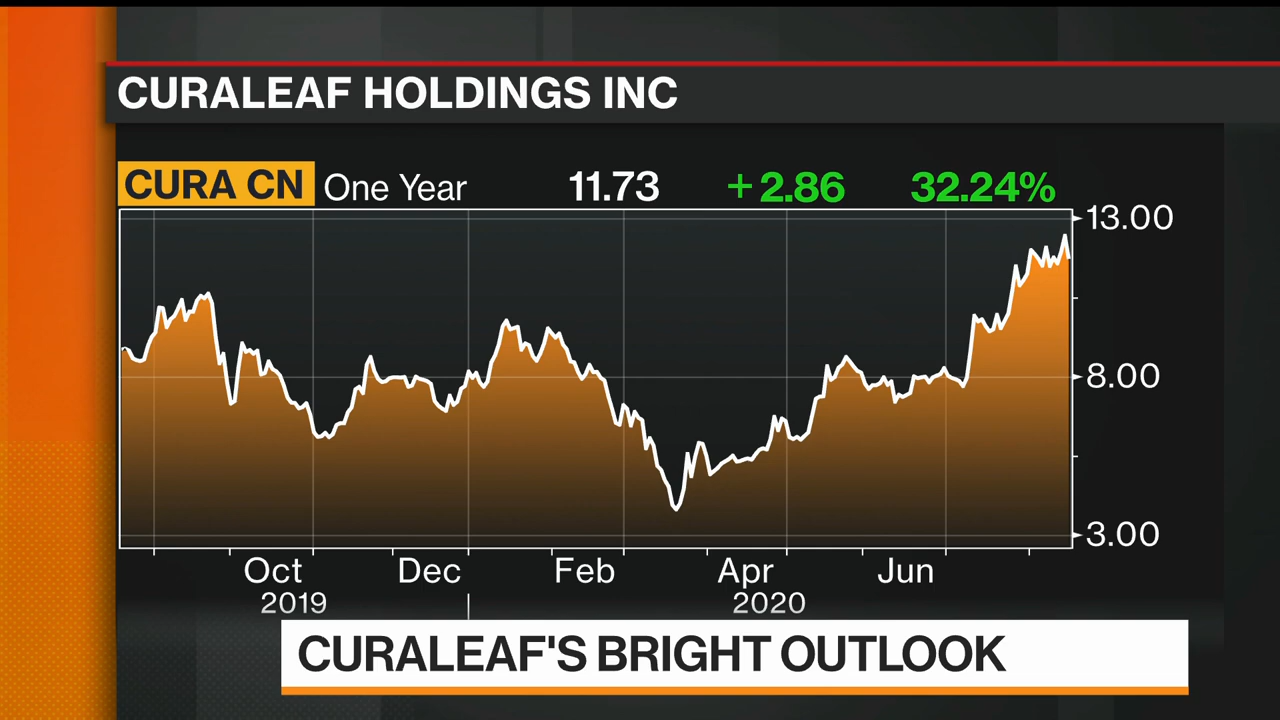 CURALEAF HOLDINGS INC
CURA CN One Year 11.73 +2.86 32.24%
13.00
8.00
3.00
Oct Dec Feb Apr Jun
2019 2020
CURALEAF'S BRIGHT OUTLOOK